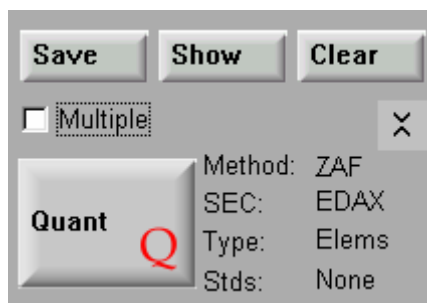 Save Show Clear
Multiple
Quant Q
Method: ZAF
SEC: EDAX
Type: Elems
Stds: None